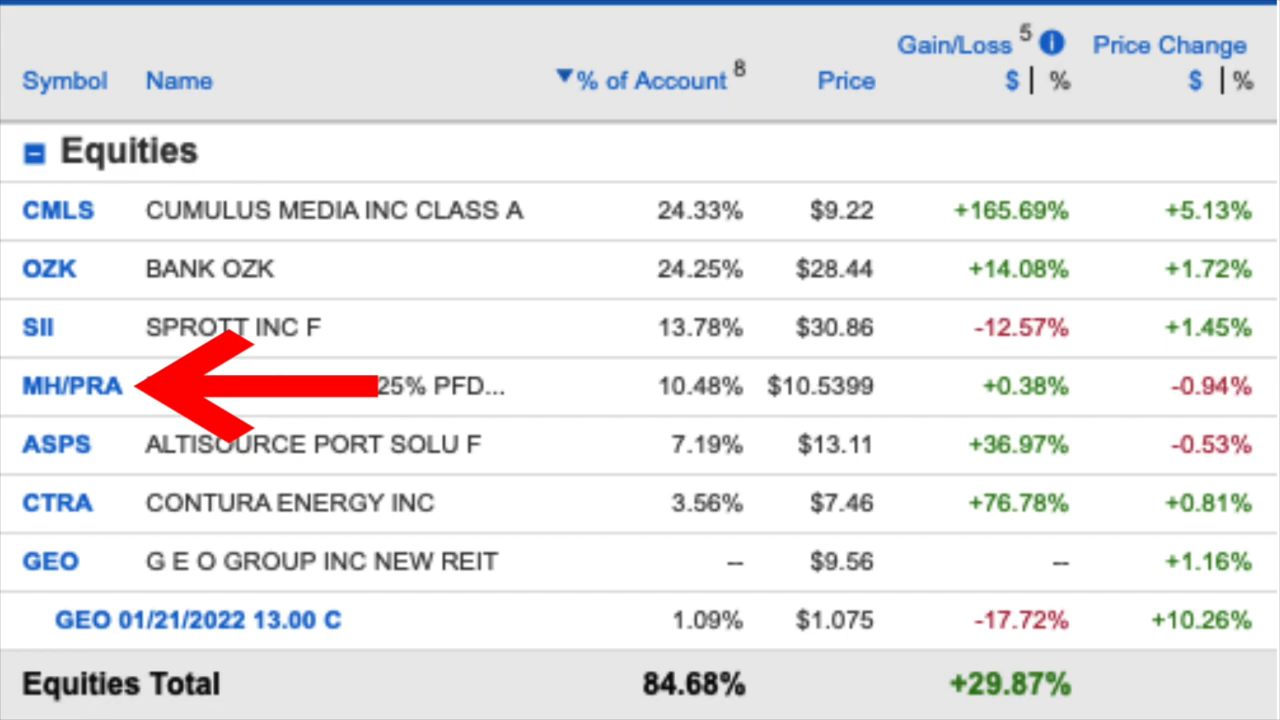 Gain/Loss 5 i Price Change
Symbol Name ▼% of Account 8 Price $ | % $ | %
Equities
CMLS CUMULUS MEDIA INC CLASS A 24.33% $9.22 +165.69% +5.13%
OZK BANK OZK 24.25% $28.44 +14.08% +1.72%
SII SPROTT INC F 13.78% $30.86 -12.57% +1.45%
MH/PRA 25% PFD... 10.48% $10.5399 +0.38% -0.94%
ASPS ALTISOURCE PORT SOLU F 7.19% $13.11 +36.97% -0.53%
CTRA CONTURA ENERGY INC 3.56% $7.46 +76.78% +0.81%
GEO G E O GROUP INC NEW REIT -- $9.56 -- +1.16%
GEO 01/21/2022 13.00 C 1.09% $1.075 -17.72% +10.26%
Equities Total 84.68% +29.87%